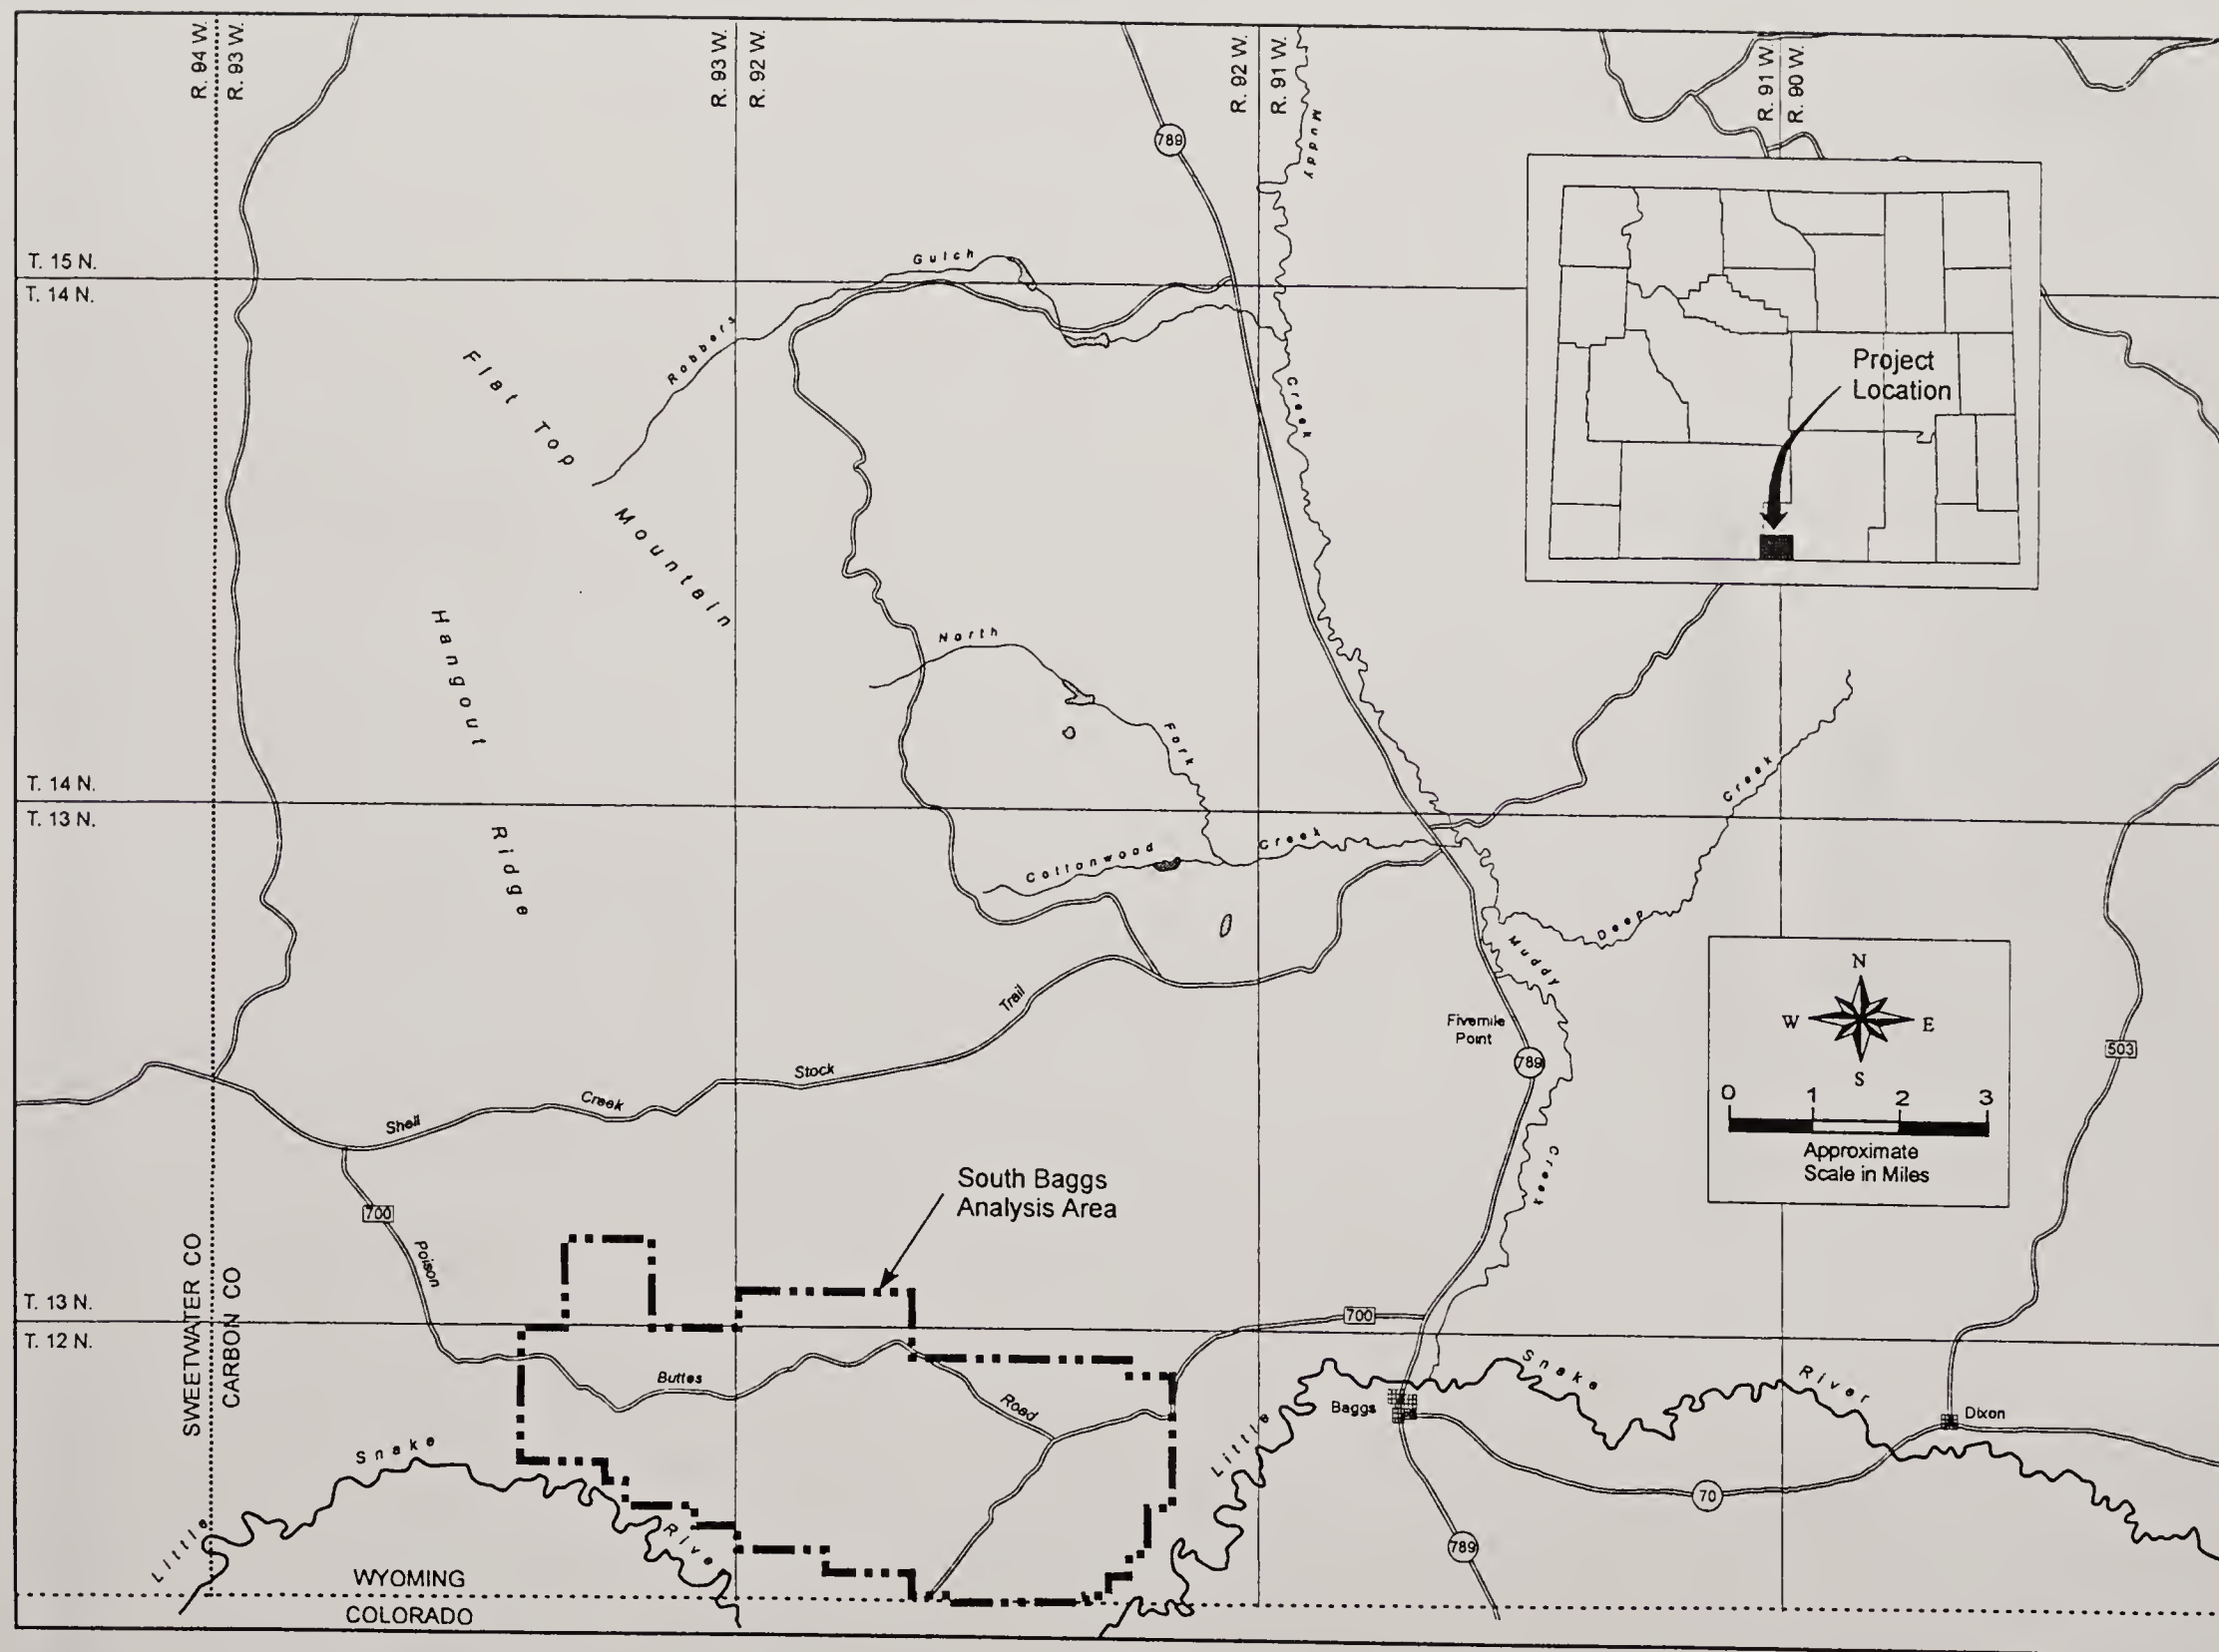 R. 94 W.
R. 93 W.
R. 93 W.
R. 92 W.
R. 92 W.
R. 91 W.
R. 91 W.
R. 90 W.
789
Muddy
Creek
T. 15 N.
T. 14 N.
Robbers
Gulch
Flat Top
Mountain
Project
Location
Hangout
Ridge
North
Fork
T. 14 N.
T. 13 N.
Cottonwood
Creek
Deep
Creek
Muddy
Creek
Fivemile
Point
789
N
W
E
S
0 1 2 3
Approximate
Scale in Miles
503
Shell
Creek
Stock
Trail
700
Poison
Buttes
Road
South Baggs
Analysis Area
SWEETWATER CO
CARBON CO
T. 13 N.
T. 12 N.
700
Little
Snake
River
Baggs
Dixon
Little
Snake
River
70
789
WYOMING
COLORADO